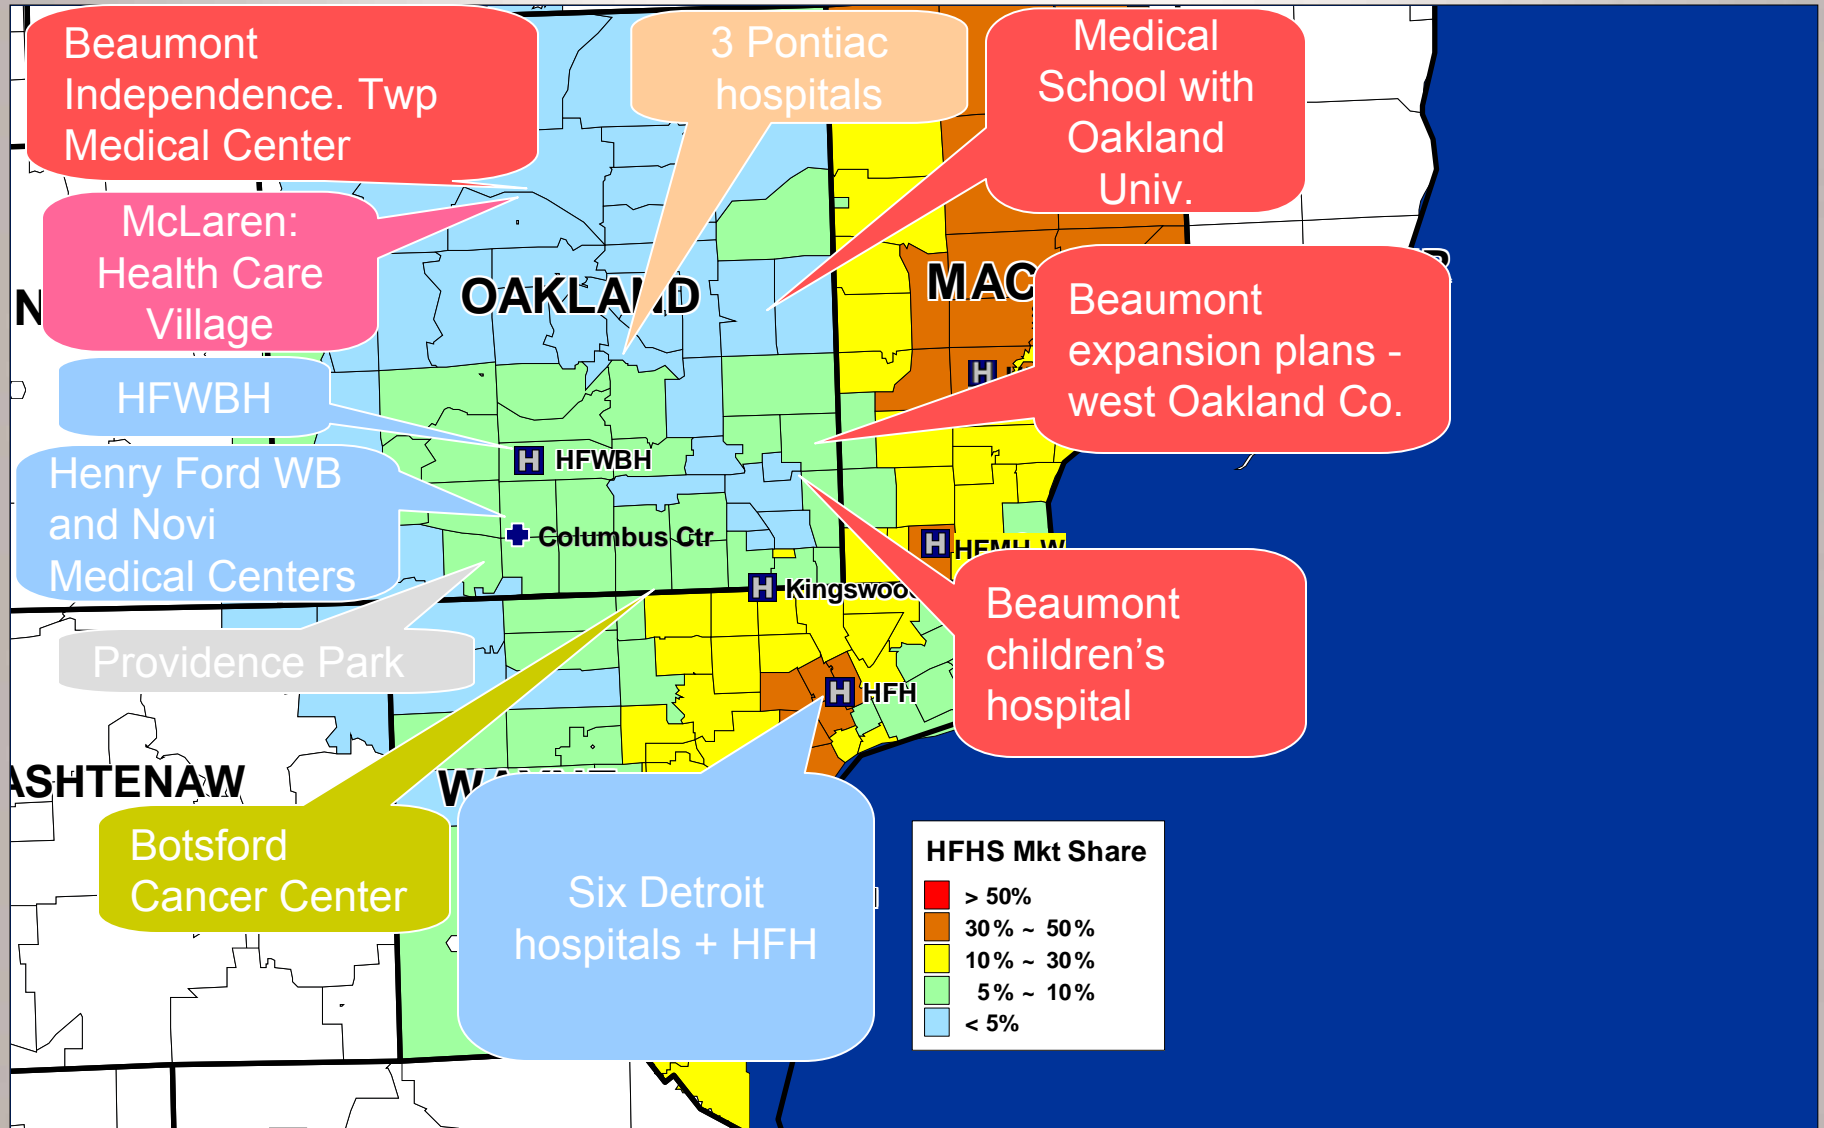 Beaumont
Independence. Twp
Medical Center
3 Pontiac
hospitals
Medical
School with
Oakland
Univ.
McLaren:
Health Care
Village
OAKLAND
Beaumont
expansion plans -
west Oakland Co.
HFWBH
H HFWBH
H
Henry Ford WB
and Novi
Medical Centers
Columbus Ctr
H
H Kingswood
Beaumont
children’s
hospital
Providence Park
H HFH
Botsford
Cancer Center
Six Detroit
hospitals + HFH
HFHS Mkt Share
> 50%
30% ~ 50%
10% ~ 30%
5% ~ 10%
< 5%